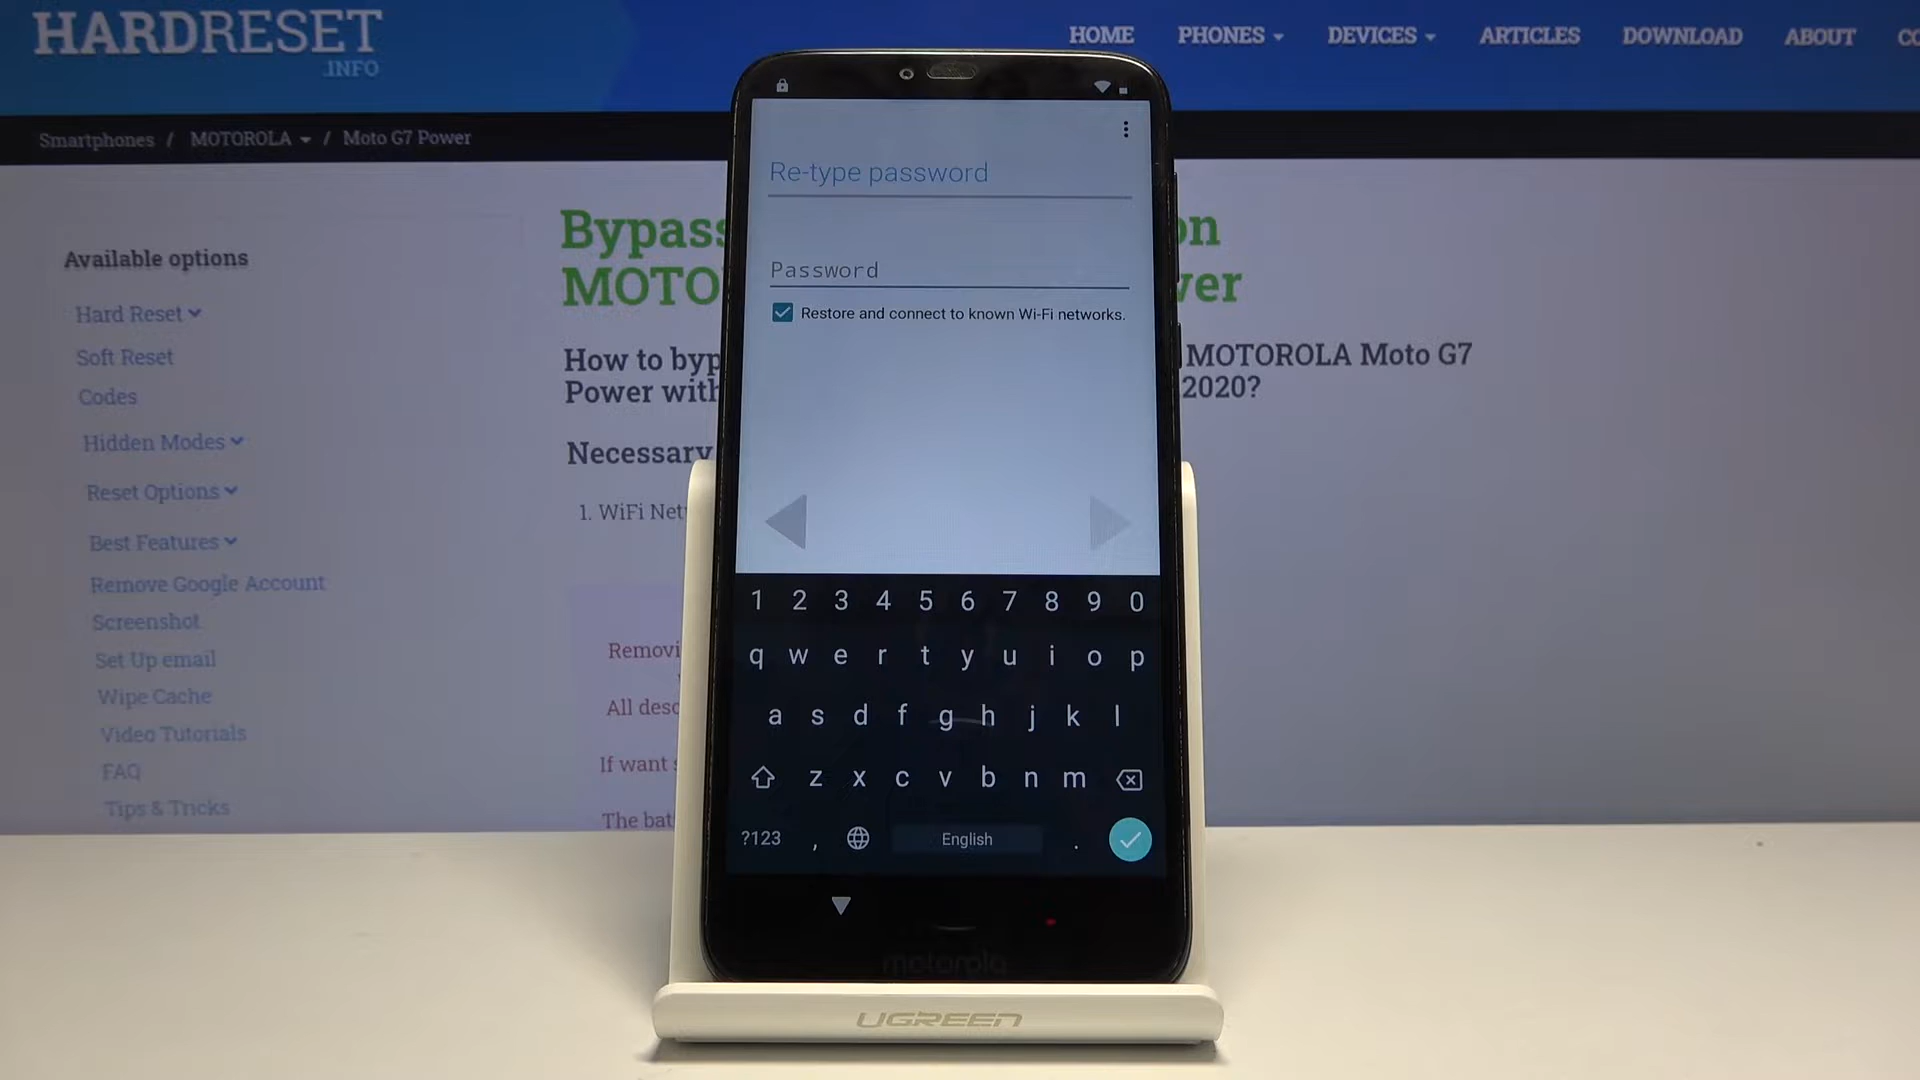 HARDRESET
.INFO
HOME PHONES DEVICES ARTICLES DOWNLOAD ABOUT
Smartphones / MOTOROLA / Moto G7 Power
Available options
Hard Reset
Soft Reset
Codes
Hidden Modes
Reset Options
Best Features
Remove Google Account
Screenshot
Set Up email
Wipe Cache
Video Tutorials
FAQ
Tips & Tricks
Bypass
MOTO
How to byp MOTOROLA Moto G7
Power with 2020?
Necessary
1. WiFi Net
Removi
All desc
If want
The bat
Re-type password
Password
Restore and connect to known Wi-Fi networks.
1 2 3 4 5 6 7 8 9 0
q w e r t y u i o p
a s d f g h j k l
z x c v b n m
?123 , English .
motorola
UGREEN